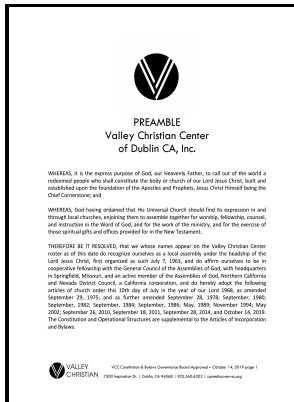 PREAMBLE
Valley Christian Center
of Dublin CA, Inc.
WHEREAS, it is the express purpose of God, our Heavenly Father, to call out of the world a
redeemed people who shall constitute the body or church of our Lord Jesus Christ, built and
established upon the foundation of the Apostles and Prophets, Jesus Christ Himself being the
Chief Cornerstone; and
WHEREAS, God having ordained that His Universal Church should find its expression in and
through local churches, enjoining them to assemble together for worship, fellowship, counsel,
and instruction in the Word of God, and for the work of the ministry, and for the exercise of
those spiritual gifts and offices provided for in the New Testament.
THEREFORE BE IT RESOLVED, that we whose names appear on the Valley Christian Center
roster as of this date do recognize ourselves as a local assembly under the headship of the
Lord Jesus Christ, first organized as such July 7, 1963, and do affirm ourselves to be in
cooperative fellowship with the General Council of the Assemblies of God, with headquarters
in Springfield, Missouri, and an active member of the Assemblies of God, Northern California
and Nevada District Council, a California corporation, and do hereby adopt the following
articles of church order this 10th day of July in the year of our Lord 1968, as amended
September 29, 1975; and as further amended September 28, 1978; September, 1980;
September, 1982; September, 1984; September, 1986; May, 1989; November 1994; May
2002; September 26, 2010, September 18, 2011, September 28, 2014, and October 14, 2019.
The Constitution and Operational Structures are supplemental to the Articles of Incorporation
and Bylaws.
VALLEY
CHRISTIAN
VCC Constitution & Bylaws Governance Board Approved – October 14, 2019 page 1
7500 Inspiration Dr. | Dublin, CA 94568 | 925.560.6202